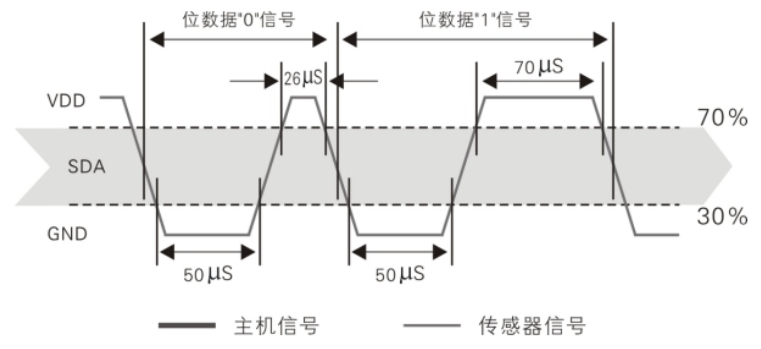 位数据"0"信号 位数据"1"信号
26μS 70μS
VDD
70%
SDA
30%
GND
50μS 50μS
主机信号 传感器信号